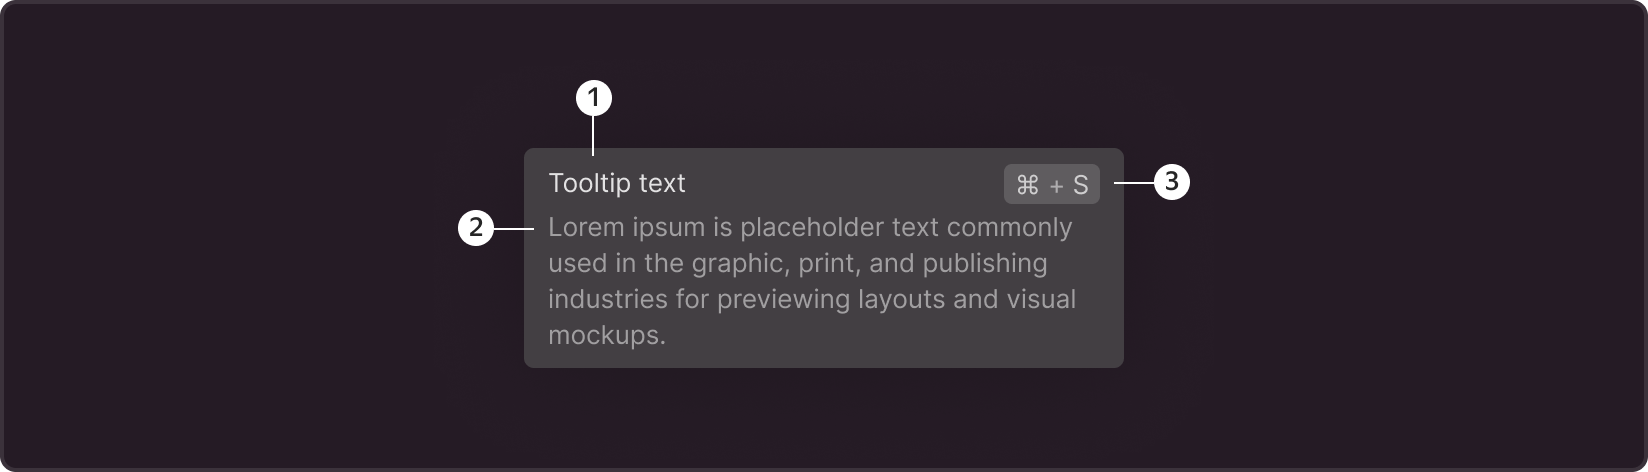 1
Tooltip text
⌘ + S
3
2
Lorem ipsum is placeholder text commonly
used in the graphic, print, and publishing
industries for previewing layouts and visual
mockups.